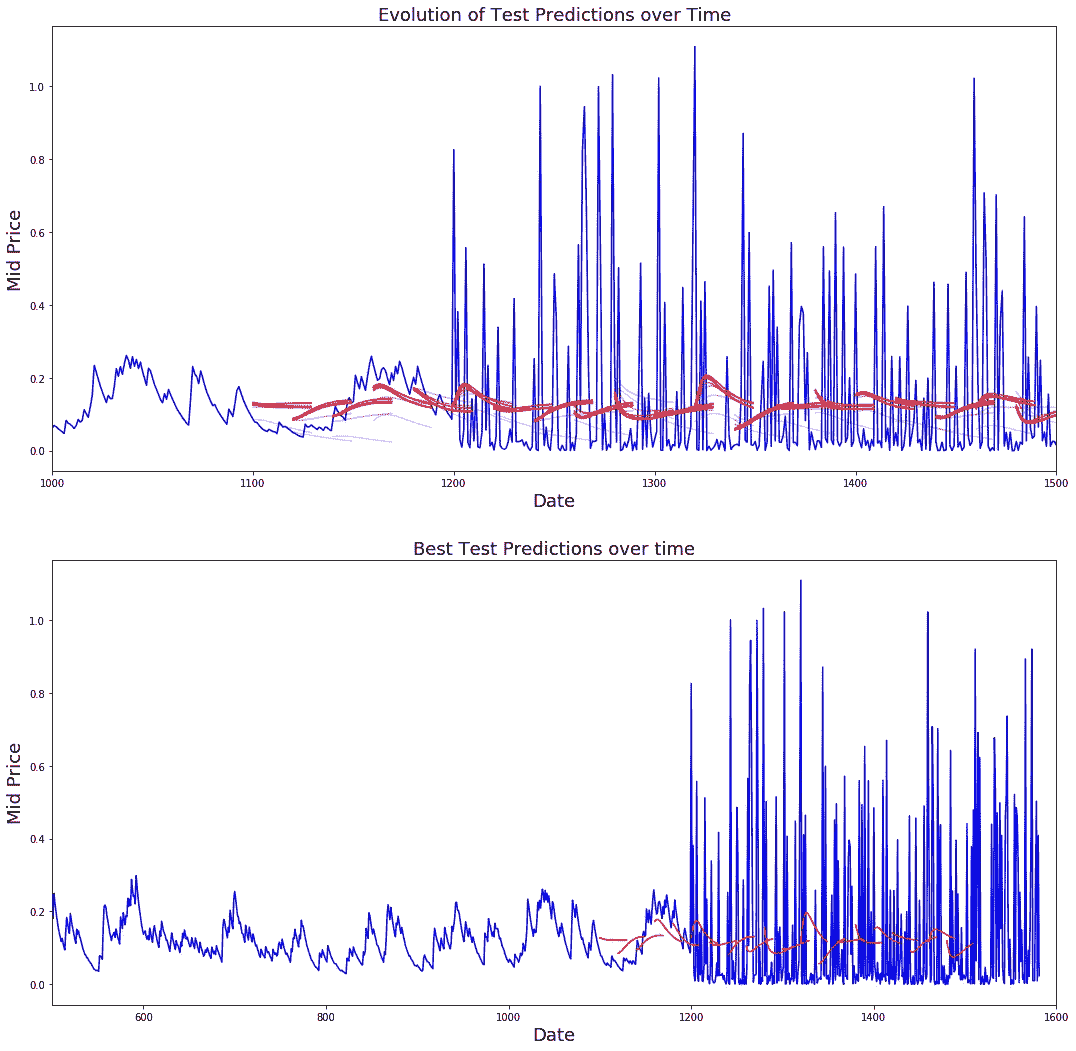 Evolution of Test Predictions over Time
Mid Price
1.0
0.8
0.6
0.4
0.2
0.0
1000 1100 1200 1300 1400 1500
Date
Best Test Predictions over time
Mid Price
1.0
0.8
0.6
0.4
0.2
0.0
600 800 1000 1200 1400 1600
Date